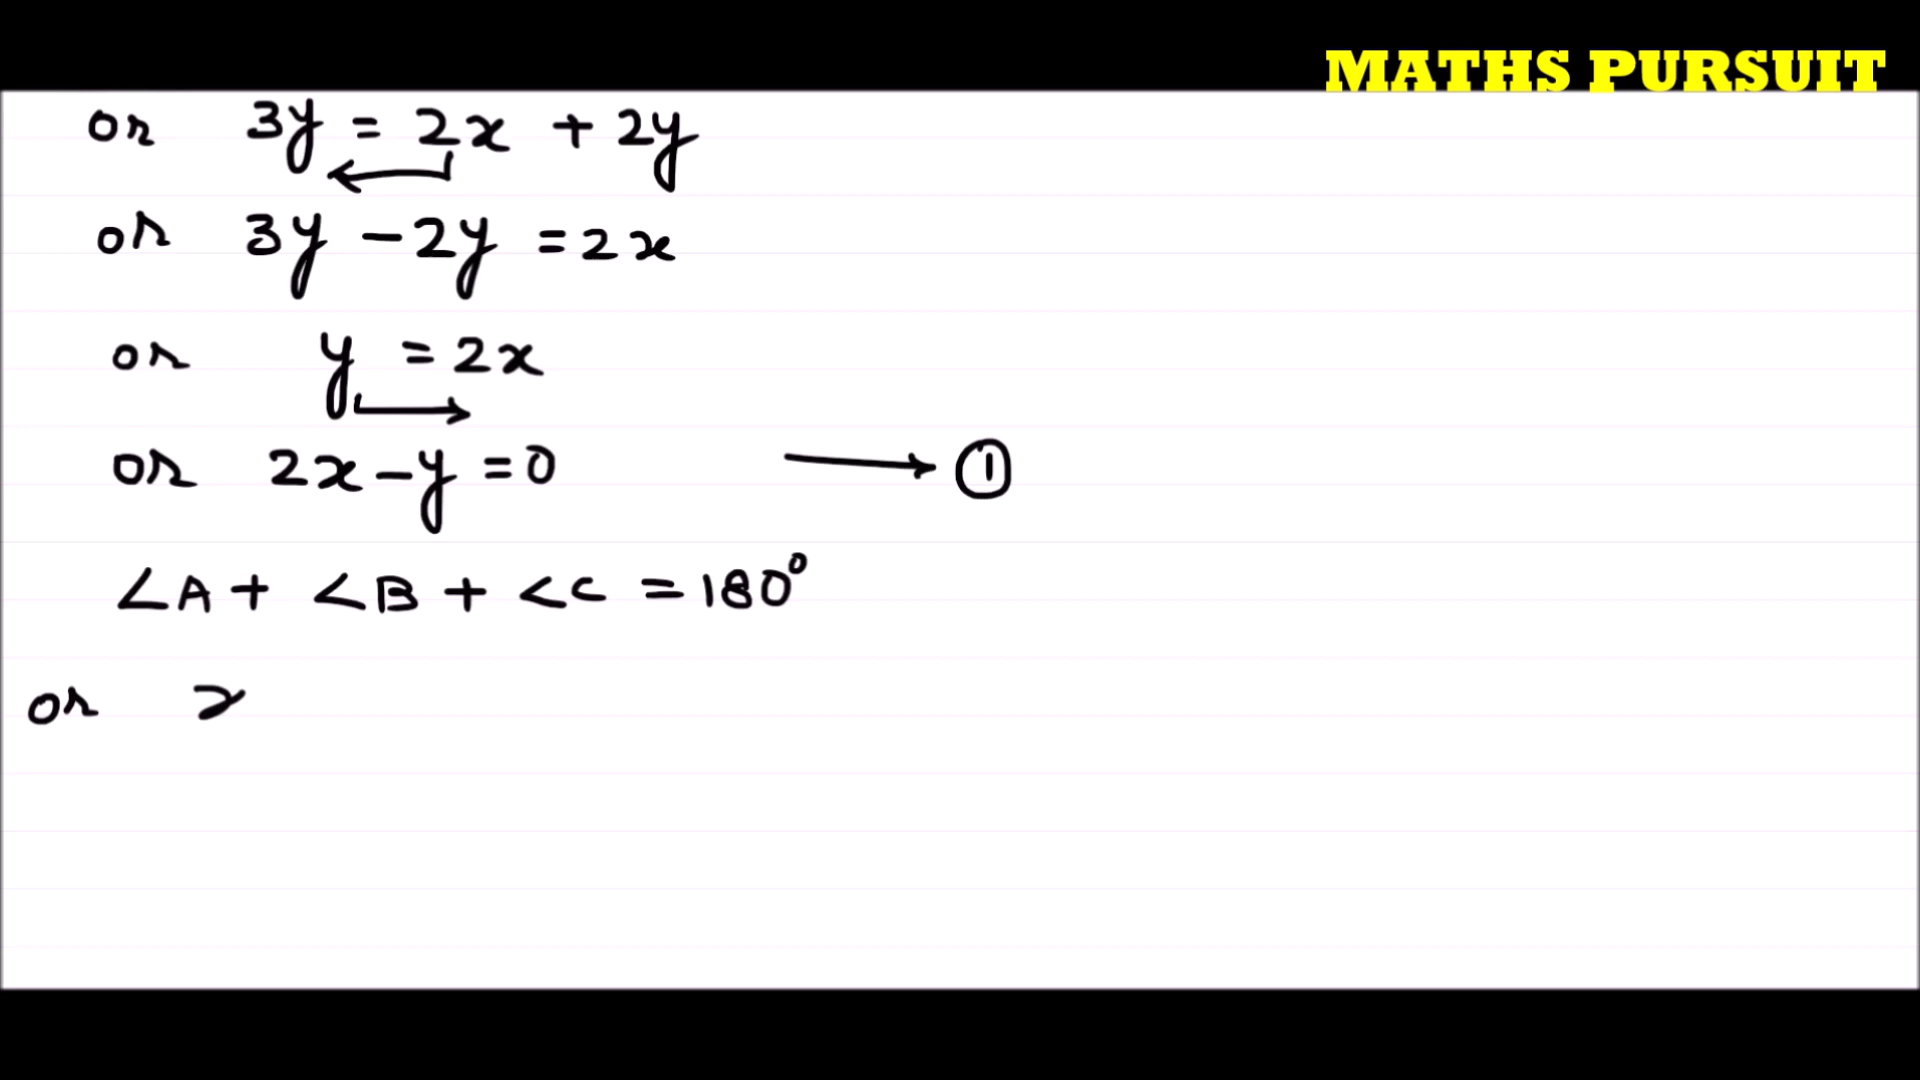 MATHS PURSUIT
or 3y = 2x + 2y
or 3y - 2y = 2x
or y = 2x
or 2x - y = 0 → ①
∠A + ∠B + ∠C = 180°
or